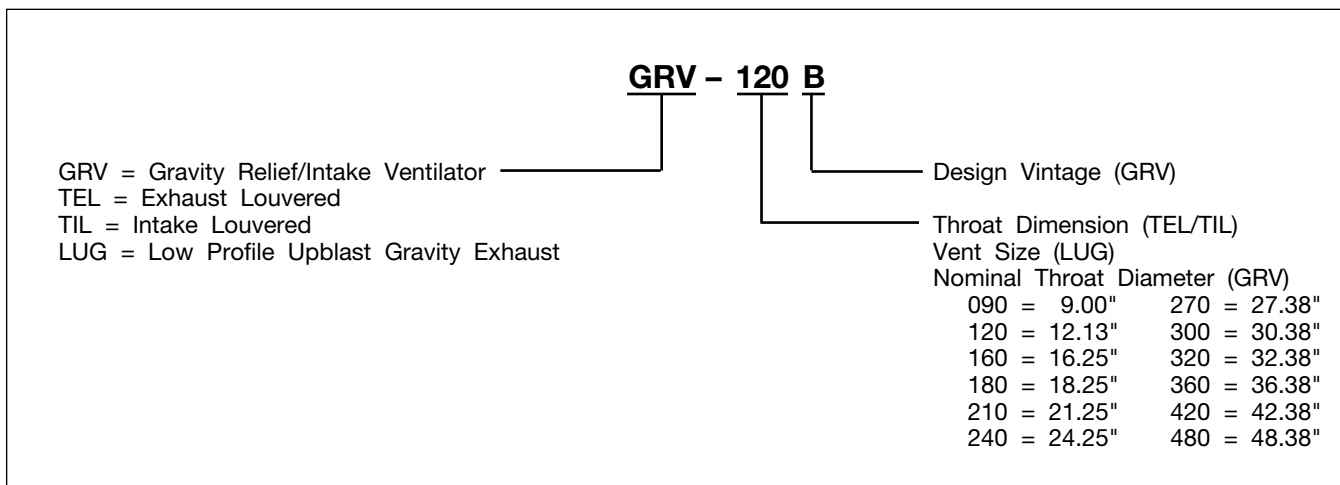 GRV – 120 B
GRV = Gravity Relief/Intake Ventilator
TEL = Exhaust Louvered
TIL = Intake Louvered
LUG = Low Profile Upblast Gravity Exhaust
Design Vintage (GRV)
Throat Dimension (TEL/TIL)
Vent Size (LUG)
Nominal Throat Diameter (GRV)
090 = 9.00" 270 = 27.38"
120 = 12.13" 300 = 30.38"
160 = 16.25" 320 = 32.38"
180 = 18.25" 360 = 36.38"
210 = 21.25" 420 = 42.38"
240 = 24.25" 480 = 48.38"